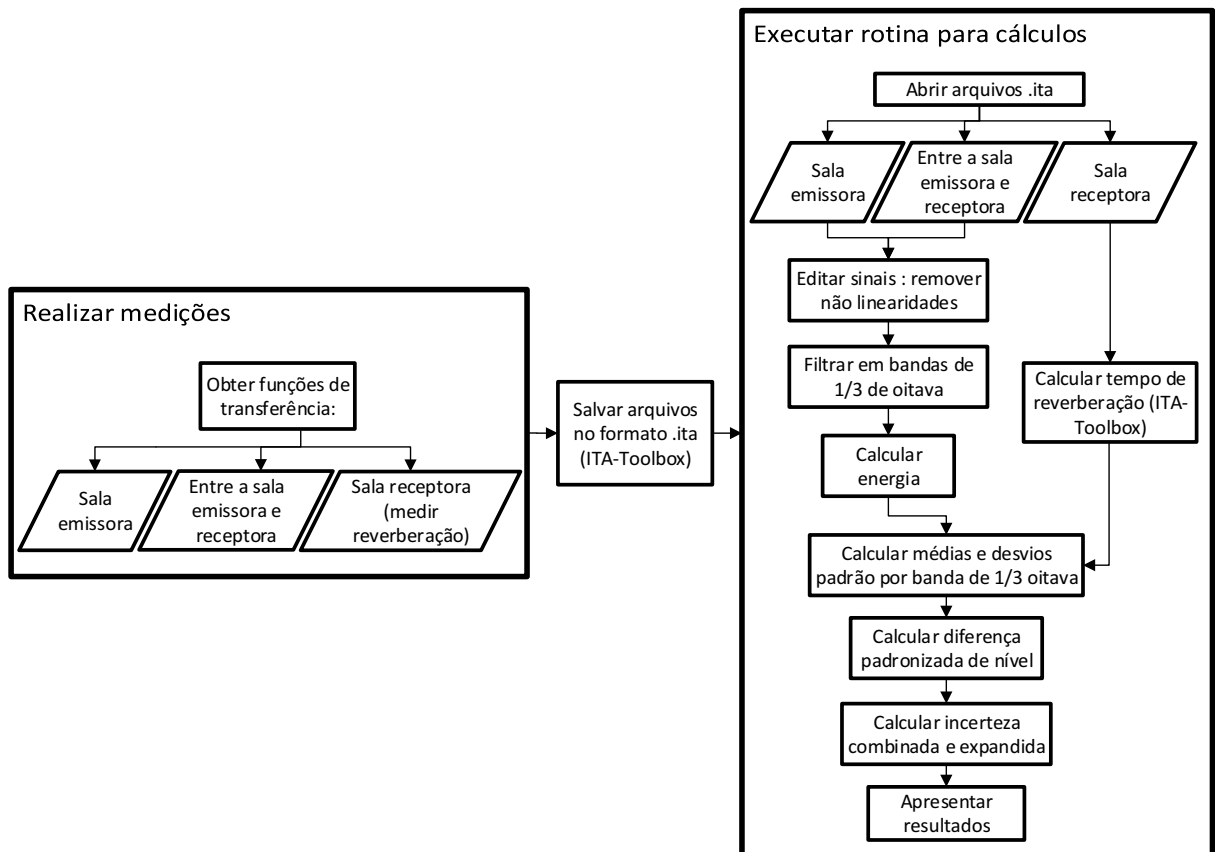 Realizar medições
Obter funções de
transferência:
Sala
emissora
Entre a sala
emissora e
receptora
Sala receptora
(medir
reverberação)
Salvar arquivos
no formato .ita
(ITA-Toolbox)
Executar rotina para cálculos
Abrir arquivos .ita
Sala
emissora
Entre a sala
emissora e
receptora
Sala
receptora
Editar sinais : remover
não linearidades
Filtrar em bandas de
1/3 de oitava
Calcular tempo de
reverberação (ITA-
Toolbox)
Calcular
energia
Calcular médias e desvios
padrão por banda de 1/3 oitava
Calcular diferença
padronizada de nível
Calcular incerteza
combinada e expandida
Apresentar
resultados